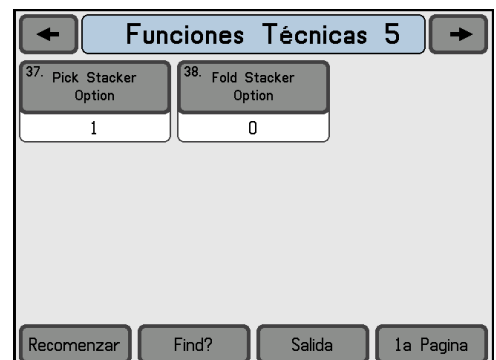 Funciones Técnicas 5
37. Pick Stacker
Option
1
38. Fold Stacker
Option
0
Recomenzar
Find?
Salida
1a Pagina